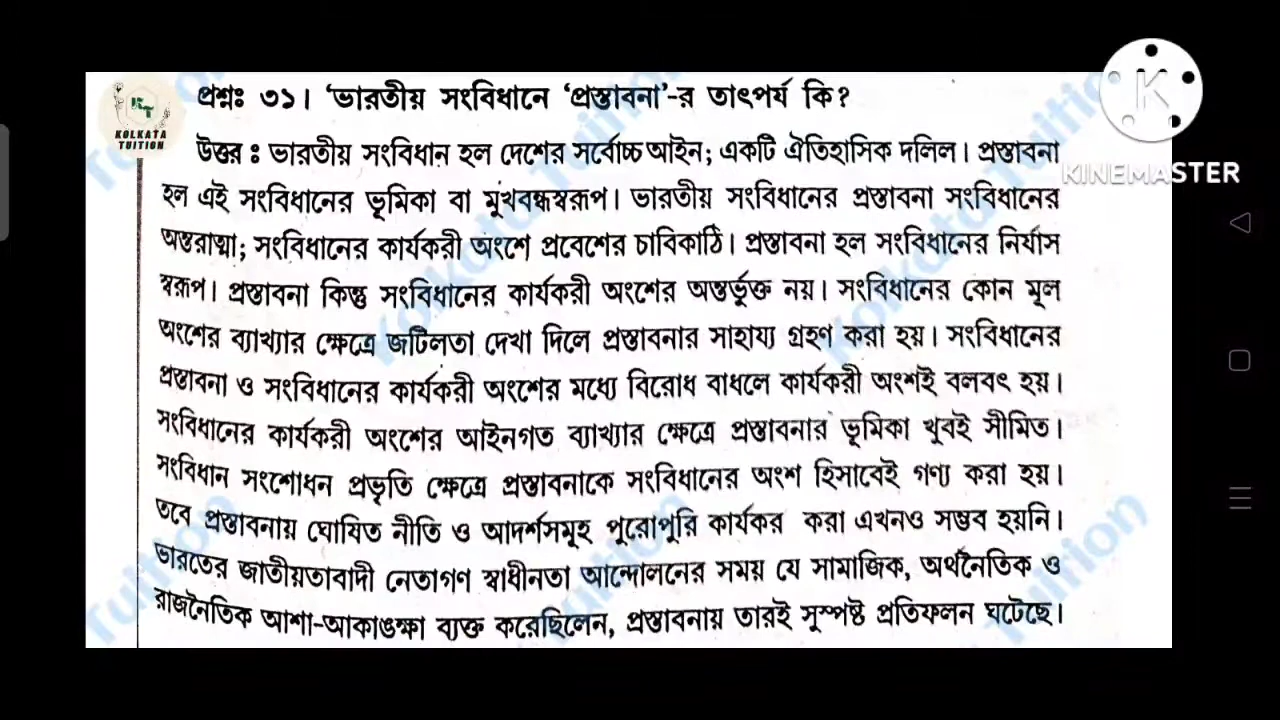 প্রশ্নঃ ৩১। 'ভারতীয় সংবিধানে 'প্রস্তাবনা'-র তাৎপর্য কি?
উত্তর ঃ ভারতীয় সংবিধান হল দেশের সর্বোচ্চ আইন; একটি ঐতিহাসিক দলিল। প্রস্তাবনা
হল এই সংবিধানের ভূমিকা বা মুখবন্ধস্বরূপ। ভারতীয় সংবিধানের প্রস্তাবনা সংবিধানের
অন্তরাত্মা; সংবিধানের কার্যকরী অংশে প্রবেশের চাবিকাঠি। প্রস্তাবনা হল সংবিধানের নির্যাস
স্বরূপ। প্রস্তাবনা কিন্তু সংবিধানের কার্যকরী অংশের অন্তর্ভুক্ত নয়। সংবিধানের কোন মূল
অংশের ব্যাখ্যার ক্ষেত্রে জটিলতা দেখা দিলে প্রস্তাবনার সাহায্য গ্রহণ করা হয়। সংবিধানের
প্রস্তাবনা ও সংবিধানের কার্যকরী অংশের মধ্যে বিরোধ বাধলে কার্যকরী অংশই বলবৎ হয়।
সংবিধানের কার্যকরী অংশের আইনগত ব্যাখ্যার ক্ষেত্রে প্রস্তাবনার ভূমিকা খুবই সীমিত।
সংবিধান সংশোধন প্রভৃতি ক্ষেত্রে প্রস্তাবনাকে সংবিধানের অংশ হিসাবেই গণ্য করা হয়।
তবে প্রস্তাবনায় ঘোষিত নীতি ও আদর্শসমূহ পুরোপুরি কার্যকর করা এখনও সম্ভব হয়নি।
ভারতের জাতীয়তাবাদী নেতাগণ স্বাধীনতা আন্দোলনের সময় যে সামাজিক, অর্থনৈতিক ও
রাজনৈতিক আশা-আকাঙক্ষা ব্যক্ত করেছিলেন, প্রস্তাবনায় তারই সুস্পষ্ট প্রতিফলন ঘটেছে।
KT
KOLKATA
TUITION
K
KINEMASTER